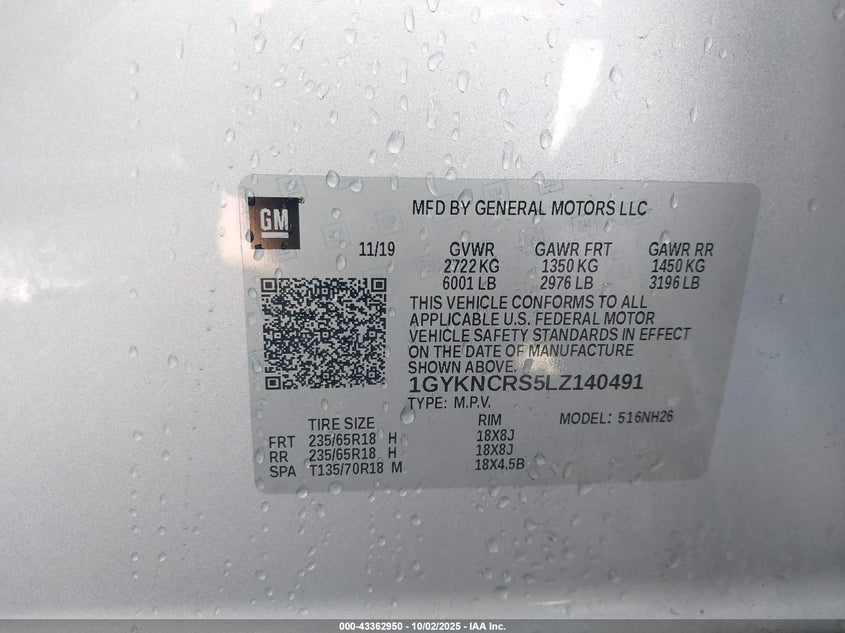 GM
MFD BY GENERAL MOTORS LLC
11/19 GVWR GAWR FRT GAWR RR
2722 KG 1350 KG 1450 KG
6001 LB 2976 LB 3196 LB
THIS VEHICLE CONFORMS TO ALL
APPLICABLE U.S. FEDERAL MOTOR
VEHICLE SAFETY STANDARDS IN EFFECT
ON THE DATE OF MANUFACTURE
SHOWN ABOVE.
1GYKNCRS5LZ140491
TYPE: M.P.V.
TIRE SIZE RIM MODEL: 516NH26
FRT 235/65R18 H 18X8J
RR 235/65R18 H 18X8J
SPA T135/70R18 M 18X4.5B
000-43362950 - 10/02/2025 - IAA Inc.